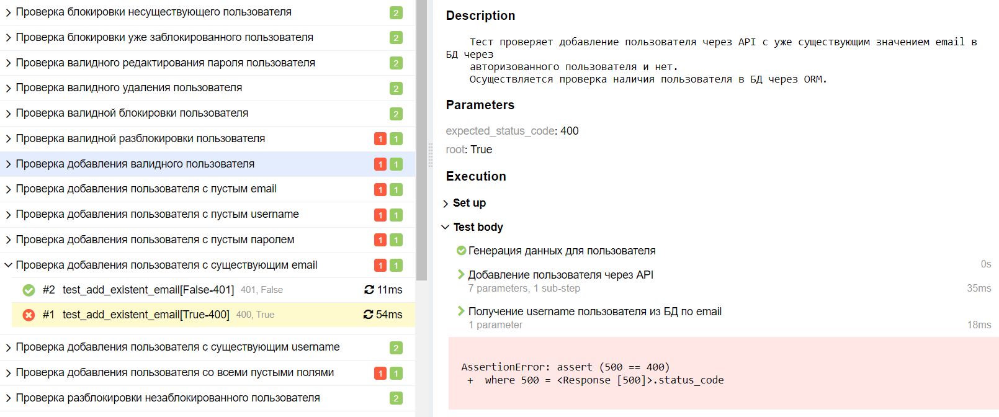 Проверка блокировки несуществующего пользователя 2
Проверка блокировки уже заблокированного пользователя 2
Проверка валидного редактирования пароля пользователя 2
Проверка валидного удаления пользователя 2
Проверка валидной блокировки пользователя 2
Проверка валидной разблокировки пользователя 1 1
Проверка добавления валидного пользователя 1 1
Проверка добавления пользователя с пустым email 1 1
Проверка добавления пользователя с пустым username 1 1
Проверка добавления пользователя с пустым паролем 1 1
Проверка добавления пользователя с существующим email 1 1
#2 test_add_existent_email[False-401] 401, False 11ms
#1 test_add_existent_email[True-400] 400, True 54ms
Проверка добавления пользователя с существующим username 2
Проверка добавления пользователя со всеми пустыми полями 1 1
Проверка разблокировки незаблокированного пользователя 2
Description
Тест проверяет добавление пользователя через API с уже существующим значением email в
БД через
авторизованного пользователя и нет.
Осуществляется проверка наличия пользователя в БД через ORM.
Parameters
expected_status_code: 400
root: True
Execution
Set up
Test body
Генерация данных для пользователя
0s
Добавление пользователя через API
7 parameters, 1 sub-step 35ms
Получение username пользователя из БД по email
1 parameter 18ms
AssertionError: assert (500 == 400)
+  where 500 = <Response [500]>.status_code